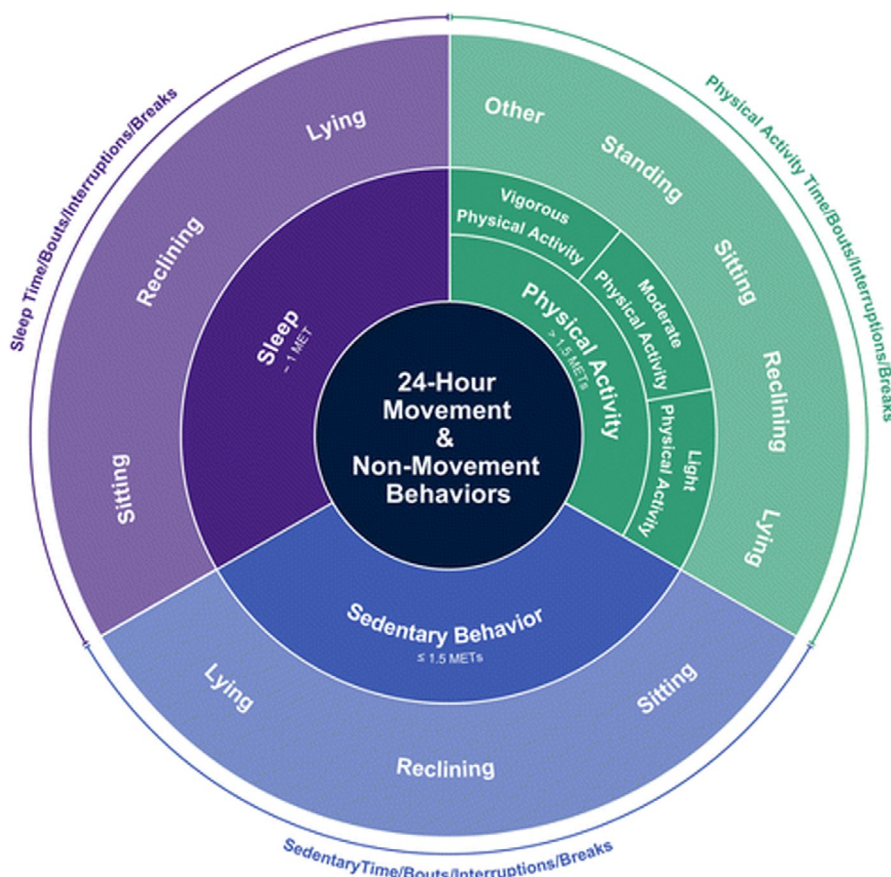 24-Hour
Movement
&
Non-Movement
Behaviors
Sleep
~ 1 MET
Lying
Reclining
Sitting
Sleep Time/Bouts/Interruptions/Breaks
Physical Activity
> 1.5 METs
Vigorous
Physical Activity
Moderate
Physical Activity
Light
Physical Activity
Other
Standing
Sitting
Reclining
Lying
Physical Activity Time/Bouts/Interruptions/Breaks
Sedentary Behavior
≤ 1.5 METs
Lying
Reclining
Sitting
SedentaryTime/Bouts/Interruptions/Breaks